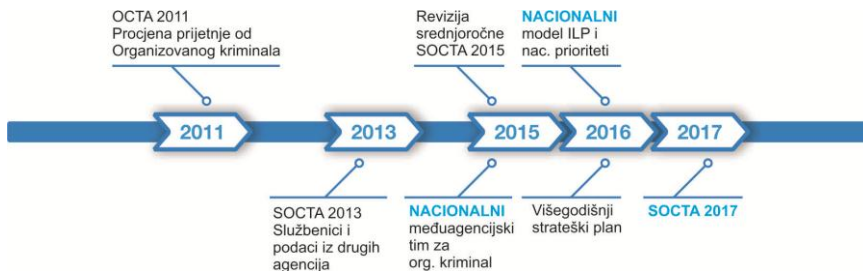 OCTA 2011
Procjena prijetnje od
Organizovanog kriminala
Revizija
srednjoročne
SOCTA 2015
NACIONALNI
model ILP i
nac. prioriteti
2011
2013
2015
2016
2017
SOCTA 2013
Službenici i
podaci iz drugih
agencija
NACIONALNI
međuagencijski
tim za
org. kriminal
Višegodišnji
strateški plan
SOCTA 2017